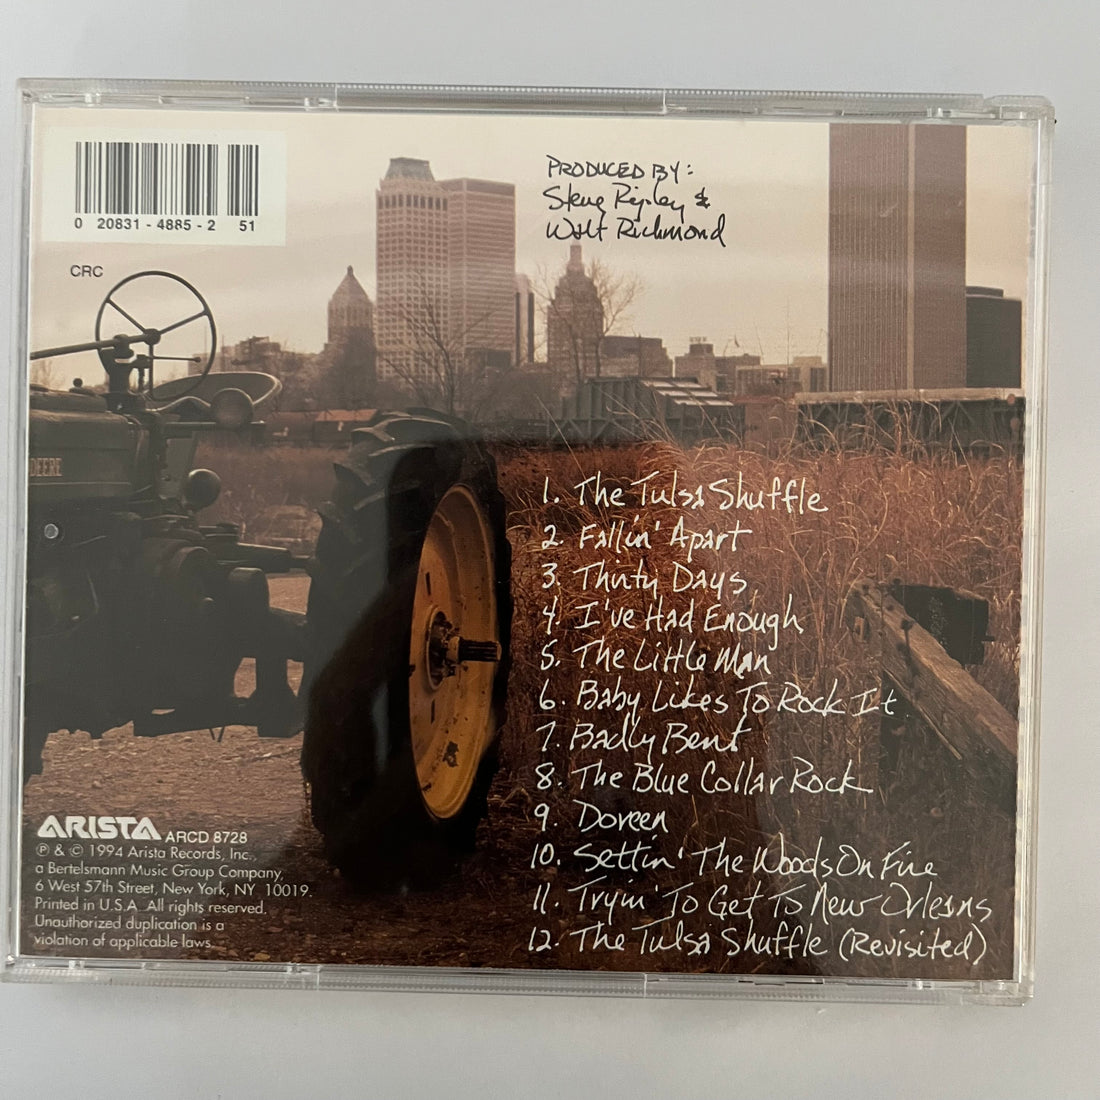 0 20831 - 4885 - 2 51
CRC
PRODUCED BY:
Steve Ripley &
Walt Richmond
DEERE
1. The Tulsa Shuffle
2. Fallin' Apart
3. Thirty Days
4. I've Had Enough
5. The Little Man
6. Baby Likes To Rock It
7. Badly Bent
8. The Blue Collar Rock
9. Doreen
10. Settin' The Woods On Fire
11. Tryin' To Get To New Orleans
12. The Tulsa Shuffle (Revisited)
ARISTA ARCD 8728
℗ & © 1994 Arista Records, Inc.,
a Bertelsmann Music Group Company,
6 West 57th Street, New York, NY 10019.
Printed in U.S.A. All rights reserved.
Unauthorized duplication is a
violation of applicable laws.